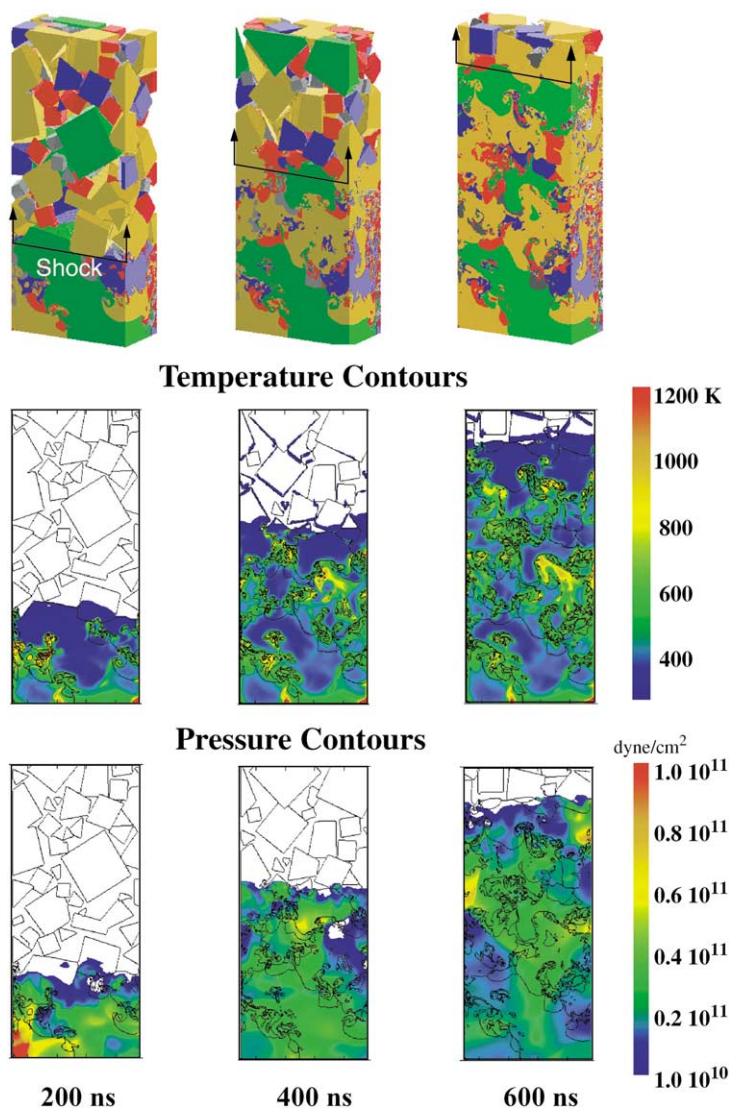 Shock
Temperature Contours
1200 K
1000
800
600
400
Pressure Contours
dyne/cm²
1.0 10¹¹
0.8 10¹¹
0.6 10¹¹
0.4 10¹¹
0.2 10¹¹
1.0 10¹⁰
200 ns 400 ns 600 ns